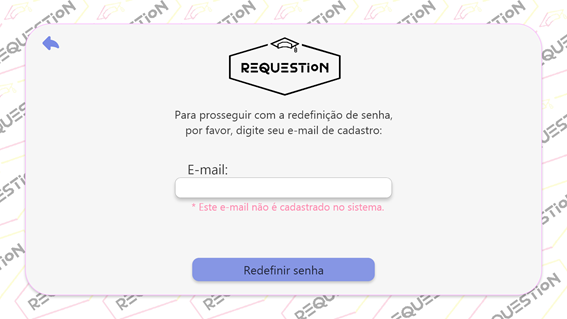 REQUESTION
Para prosseguir com a redefinição de senha,
por favor, digite seu e-mail de cadastro:
E-mail:
* Este e-mail não é cadastrado no sistema.
Redefinir senha